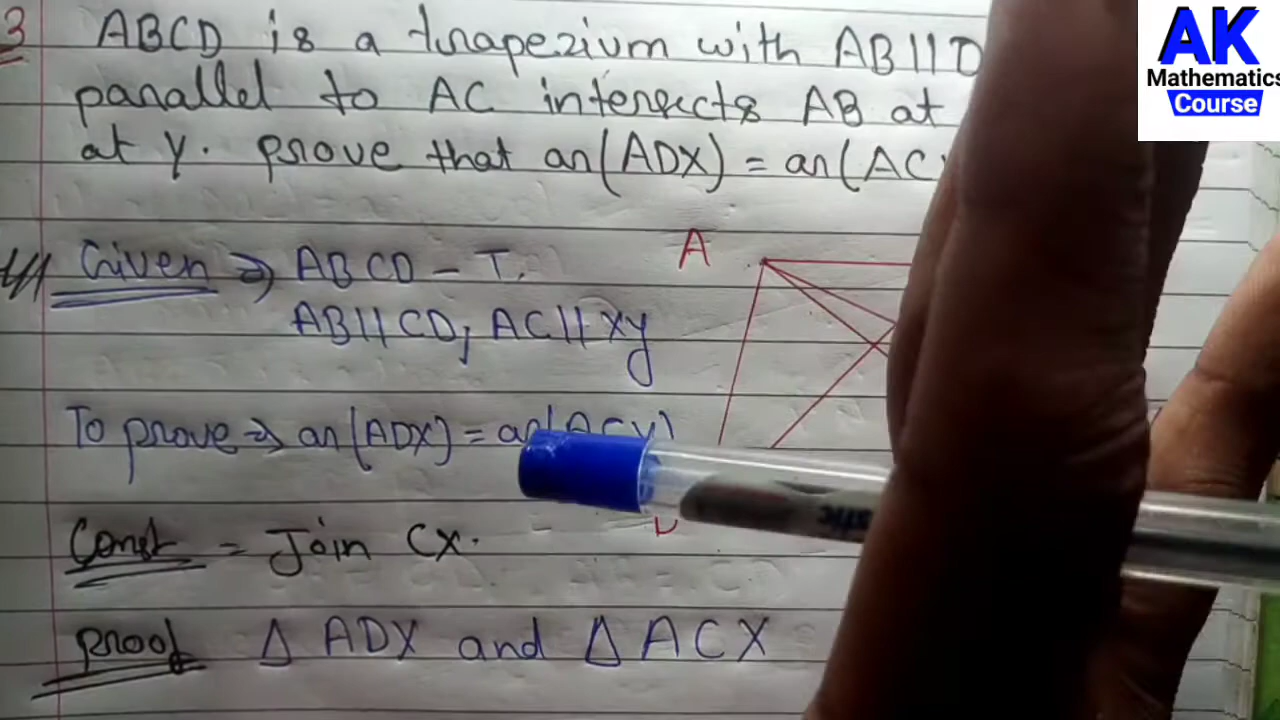 3 ABCD is a trapezium with AB || D
parallel to AC intersects AB at
at Y. prove that ar(ADX) = ar(AC
Given ⇒ ABCD - T.
AB || CD, AC || XY
A
To prove ⇒ ar(ADX) = ar(ACY)
Const = Join CX.
Proof Δ ADX and Δ ACX
AK
Mathematics
Course